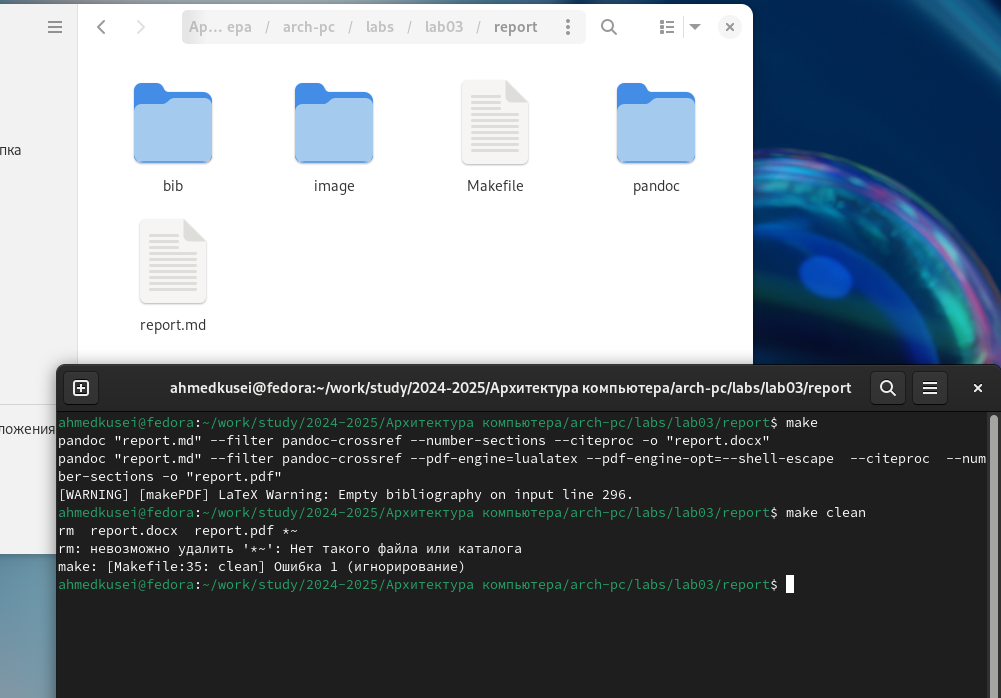 Ар... ера / arch-pc / labs / lab03 / report
пка
bib
image
Makefile
pandoc
report.md
ложения
ahmedkusei@fedora:~/work/study/2024-2025/Архитектура компьютера/arch-pc/labs/lab03/report
ahmedkusei@fedora:~/work/study/2024-2025/Архитектура компьютера/arch-pc/labs/lab03/report$ make
pandoc "report.md" --filter pandoc-crossref --number-sections --citeproc -o "report.docx"
pandoc "report.md" --filter pandoc-crossref --pdf-engine=lualatex --pdf-engine-opt=--shell-escape  --citeproc  --num
ber-sections -o "report.pdf"
[WARNING] [makePDF] LaTeX Warning: Empty bibliography on input line 296.
ahmedkusei@fedora:~/work/study/2024-2025/Архитектура компьютера/arch-pc/labs/lab03/report$ make clean
rm  report.docx  report.pdf *~
rm: невозможно удалить '*~': Нет такого файла или каталога
make: [Makefile:35: clean] Ошибка 1 (игнорирование)
ahmedkusei@fedora:~/work/study/2024-2025/Архитектура компьютера/arch-pc/labs/lab03/report$